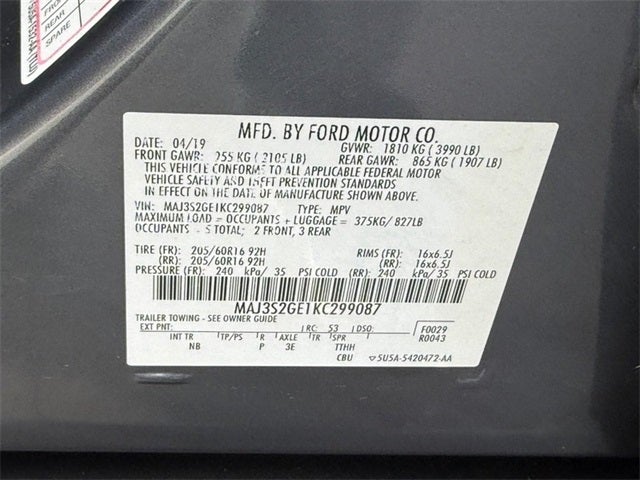 REAR
SPARE
MFD. BY FORD MOTOR CO.
DATE: 04/19 GVWR: 1810 KG ( 3990 LB)
FRONT GAWR: 955 KG ( 2105 LB) REAR GAWR: 865 KG ( 1907 LB)
THIS VEHICLE CONFORMS TO ALL APPLICABLE FEDERAL MOTOR
VEHICLE SAFETY AND THEFT PREVENTION STANDARDS
IN EFFECT ON THE DATE OF MANUFACTURE SHOWN ABOVE.
VIN: MAJ3S2GE1KC299087 TYPE: MPV
MAXIMUM LOAD = OCCUPANTS + LUGGAGE = 375KG/ 827LB
OCCUPANTS = 5 TOTAL; 2 FRONT, 3 REAR
TIRE (FR): 205/60R16 92H RIMS (FR): 16x6.5J
(RR): 205/60R16 92H (RR): 16x6.5J
PRESSURE (FR): 240 kPa/ 35 PSI COLD (RR): 240 kPa/ 35 PSI COLD
MAJ3S2GE1KC299087
TRAILER TOWING - SEE OWNER GUIDE
EXT PNT: RC: 53 DSO: F0029
INT TR TP/PS R AXLE TR SPR R0043
NB P 3E TTHH
CBU 5U5A-5420472-AA